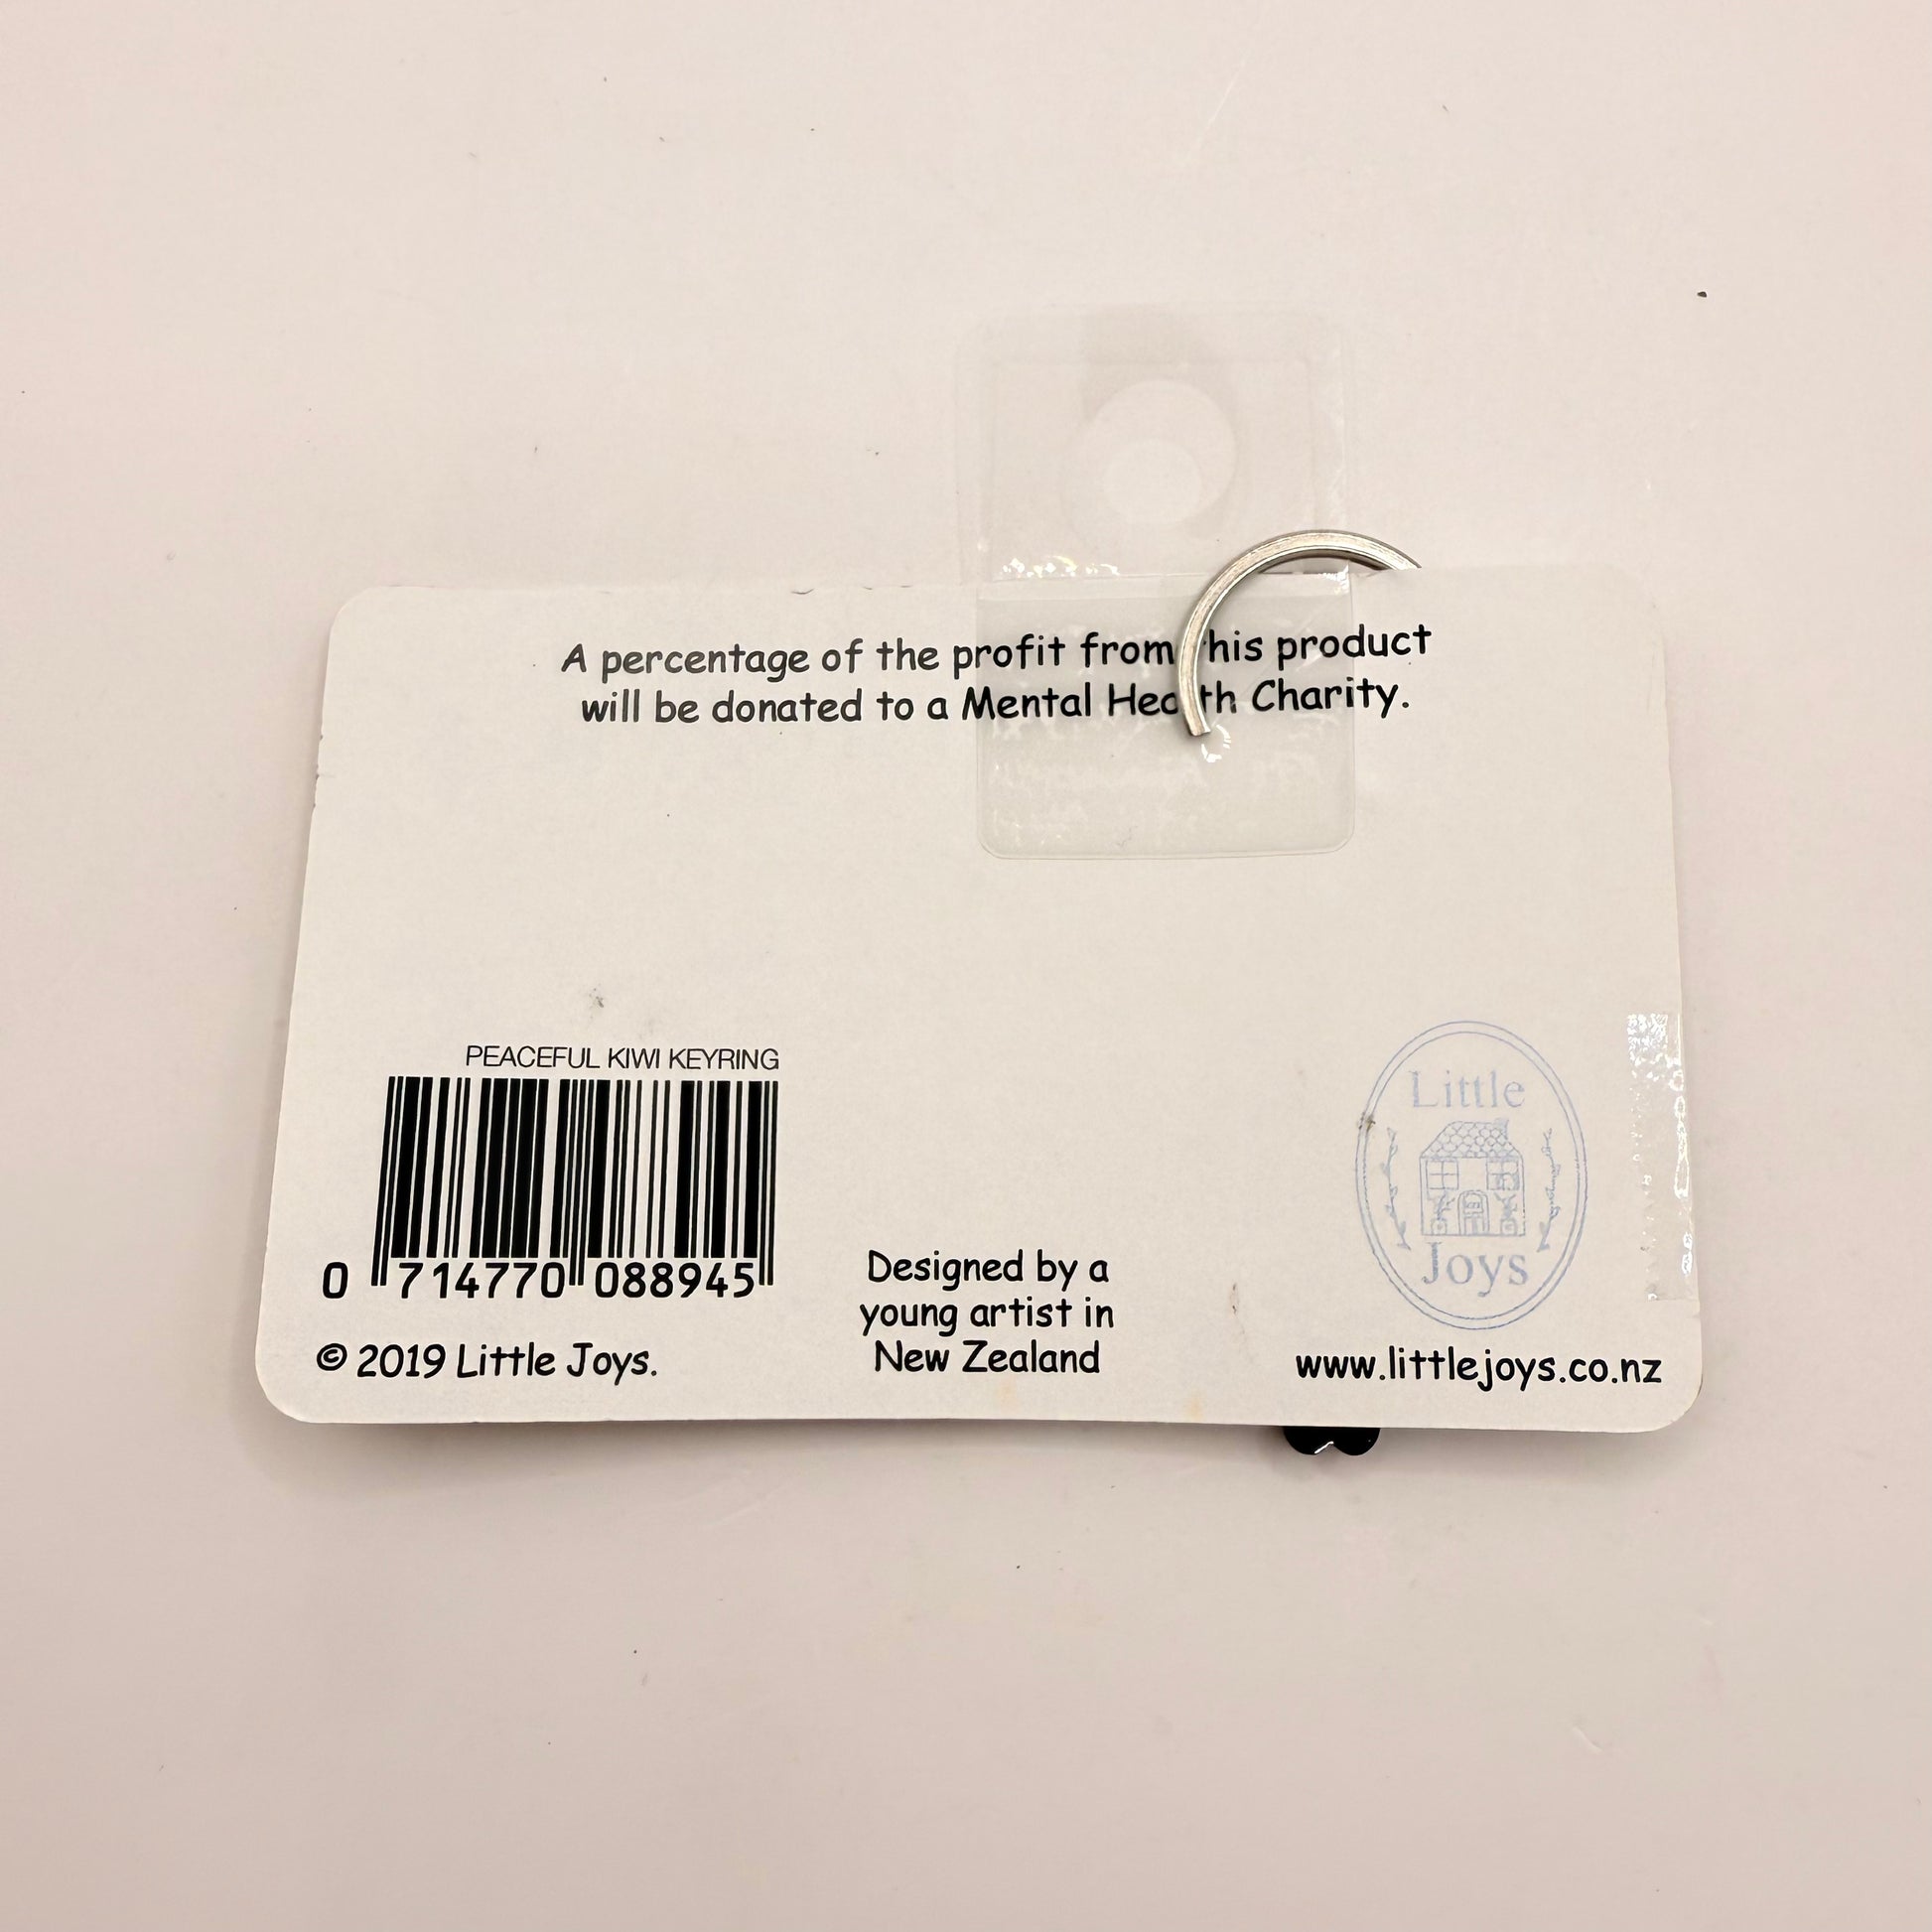 A percentage of the profit from this product
will be donated to a Mental Health Charity.
PEACEFUL KIWI KEYRING
0 714770 088945
© 2019 Little Joys.
Designed by a
young artist in
New Zealand
Little
Joys
www.littlejoys.co.nz